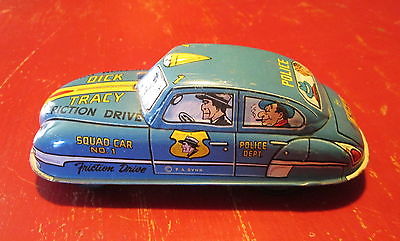 DICK
TRACY
FRICTION DRIVE
POLICE
SQUAD CAR
NO. 1
POLICE
DEPT.
Friction Drive